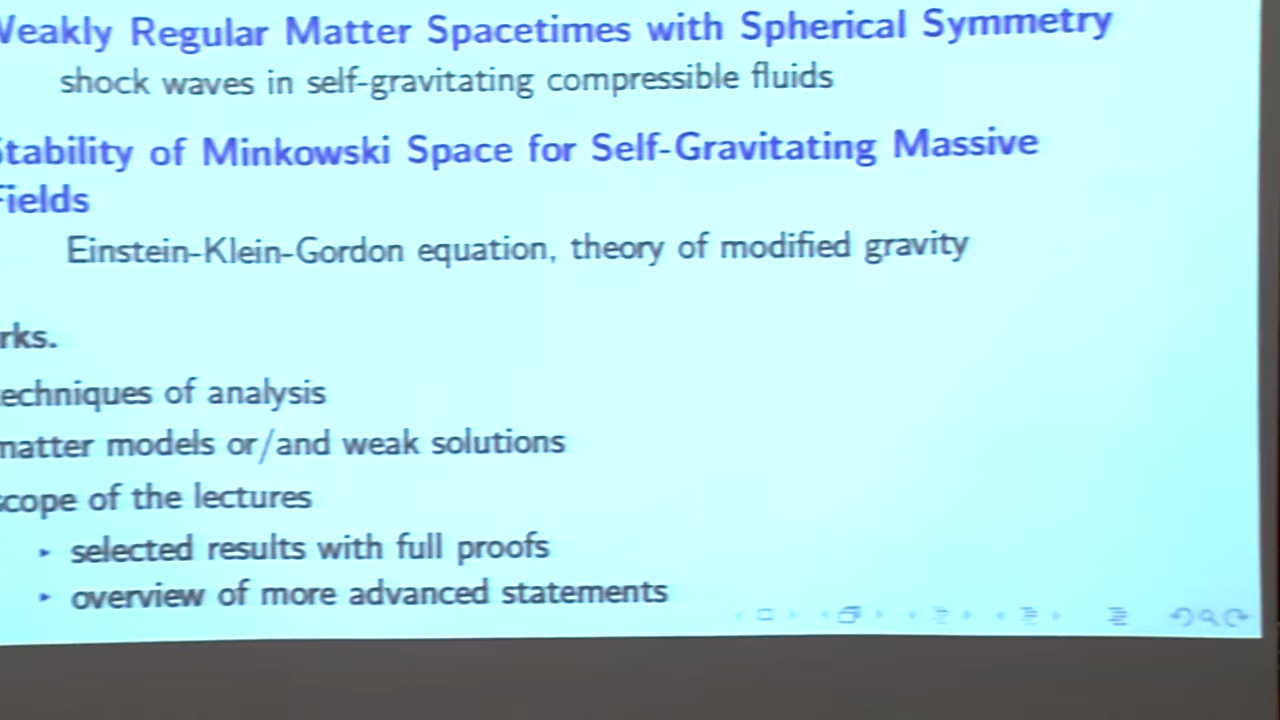 Weakly Regular Matter Spacetimes with Spherical Symmetry
shock waves in self-gravitating compressible fluids
Stability of Minkowski Space for Self-Gravitating Massive
Fields
Einstein-Klein-Gordon equation, theory of modified gravity
rks.
echniques of analysis
matter models or/and weak solutions
scope of the lectures
selected results with full proofs
overview of more advanced statements